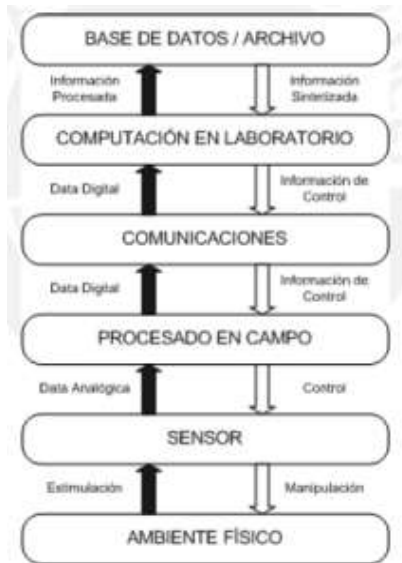 BASE DE DATOS / ARCHIVO
Información
Procesada
Información
Sintetizada
COMPUTACIÓN EN LABORATORIO
Data Digital
Información de
Control
COMUNICACIONES
Data Digital
Información de
Control
PROCESADO EN CAMPO
Data Analógica
Control
SENSOR
Estimulación
Manipulación
AMBIENTE FÍSICO